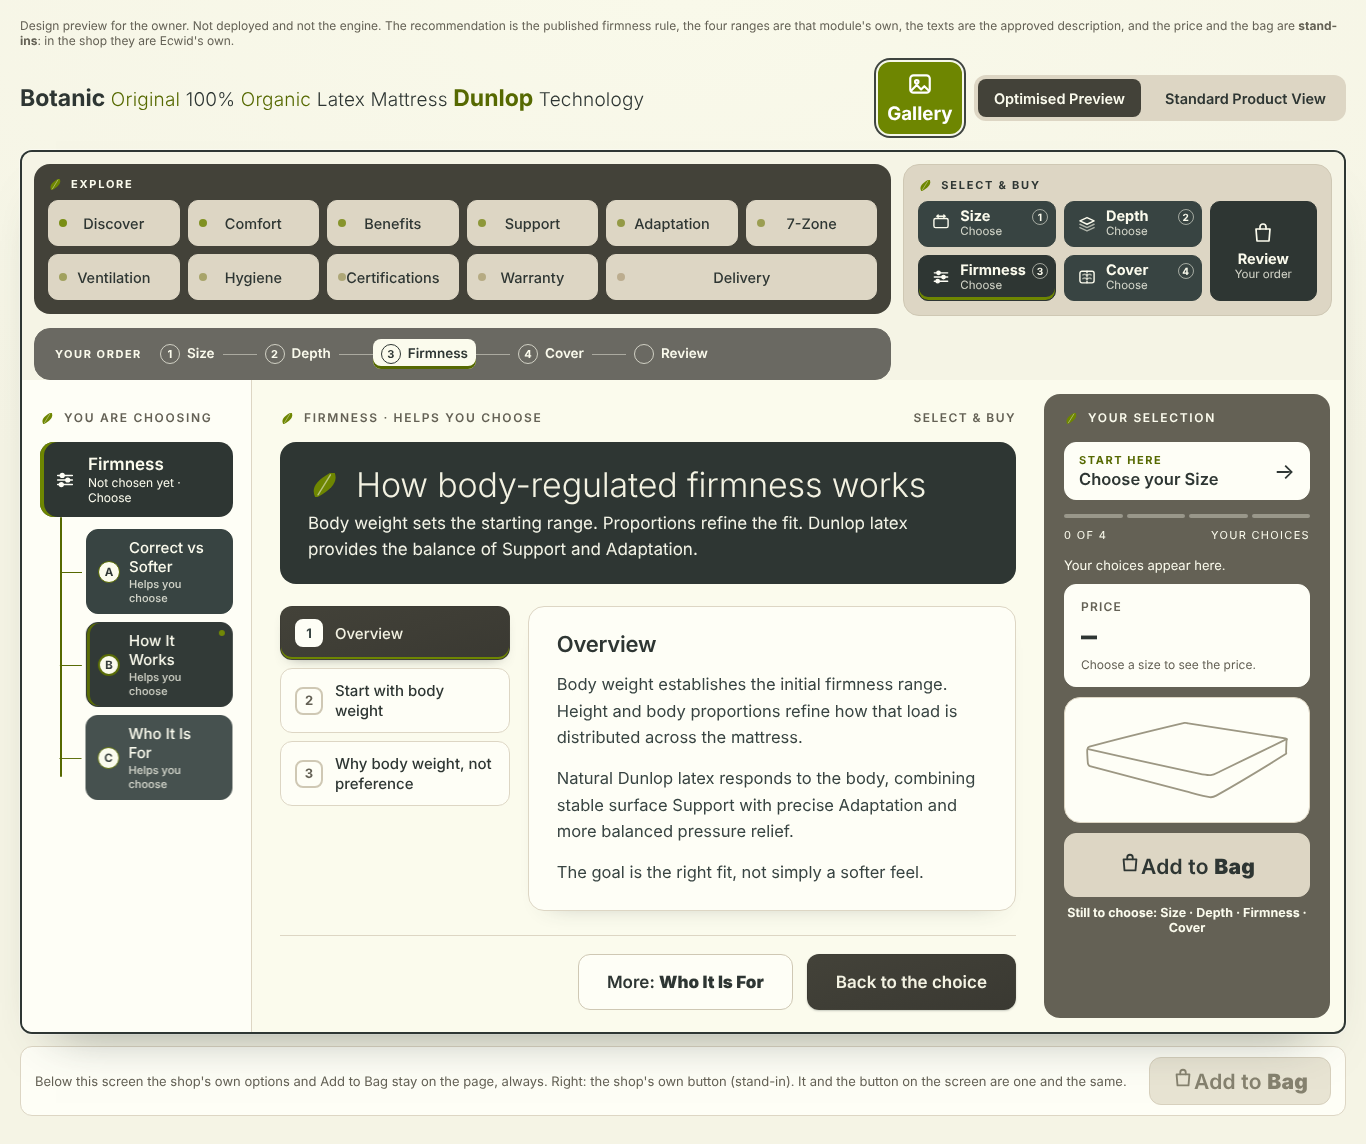 Design preview for the owner. Not deployed and not the engine. The recommendation is the published firmness rule, the four ranges are that module's own, the texts are the approved description, and the price and the bag are stand-
ins: in the shop they are Ecwid's own.
Botanic Original 100% Organic Latex Mattress Dunlop Technology
Gallery
Optimised Preview
Standard Product View
EXPLORE
Discover
Comfort
Benefits
Support
Adaptation
7-Zone
Ventilation
Hygiene
Certifications
Warranty
Delivery
SELECT & BUY
Size
Choose
1
Depth
Choose
2
Firmness
Choose
3
Cover
Choose
4
Review
Your order
YOUR ORDER
1 Size
2 Depth
3 Firmness
4 Cover
Review
YOU ARE CHOOSING
Firmness
Not chosen yet ·
Choose
A
Correct vs
Softer
Helps you
choose
B
How It
Works
Helps you
choose
C
Who It Is
For
Helps you
choose
FIRMNESS · HELPS YOU CHOOSE
SELECT & BUY
How body-regulated firmness works
Body weight sets the starting range. Proportions refine the fit. Dunlop latex
provides the balance of Support and Adaptation.
1 Overview
2 Start with body
weight
3 Why body weight, not
preference
Overview
Body weight establishes the initial firmness range.
Height and body proportions refine how that load is
distributed across the mattress.
Natural Dunlop latex responds to the body, combining
stable surface Support with precise Adaptation and
more balanced pressure relief.
The goal is the right fit, not simply a softer feel.
More: Who It Is For
Back to the choice
YOUR SELECTION
START HERE
Choose your Size
0 OF 4
YOUR CHOICES
Your choices appear here.
PRICE
–
Choose a size to see the price.
Add to Bag
Still to choose: Size · Depth · Firmness ·
Cover
Below this screen the shop's own options and Add to Bag stay on the page, always. Right: the shop's own button (stand-in). It and the button on the screen are one and the same.
Add to Bag